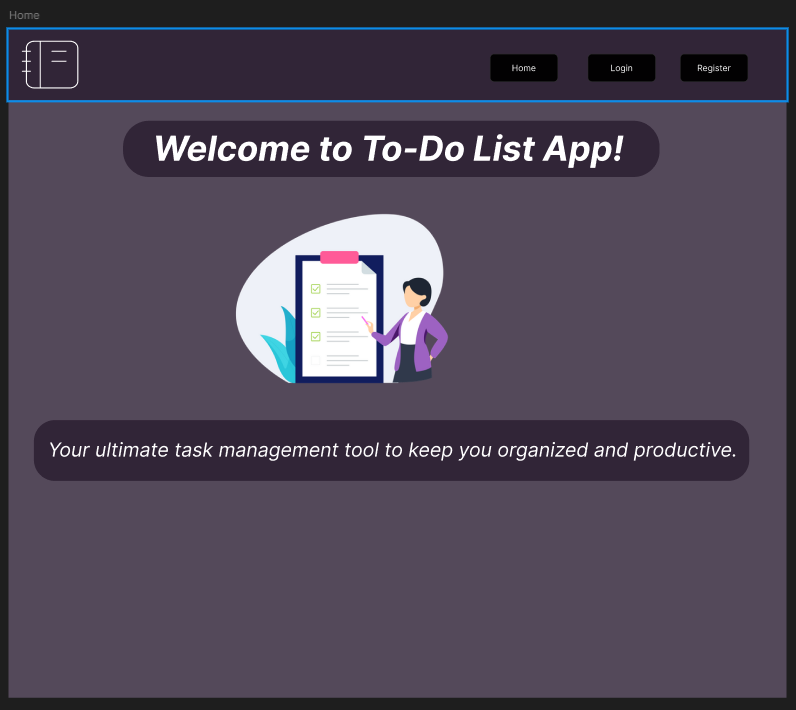 Home
Home
Login
Register
Welcome to To-Do List App!
Your ultimate task management tool to keep you organized and productive.